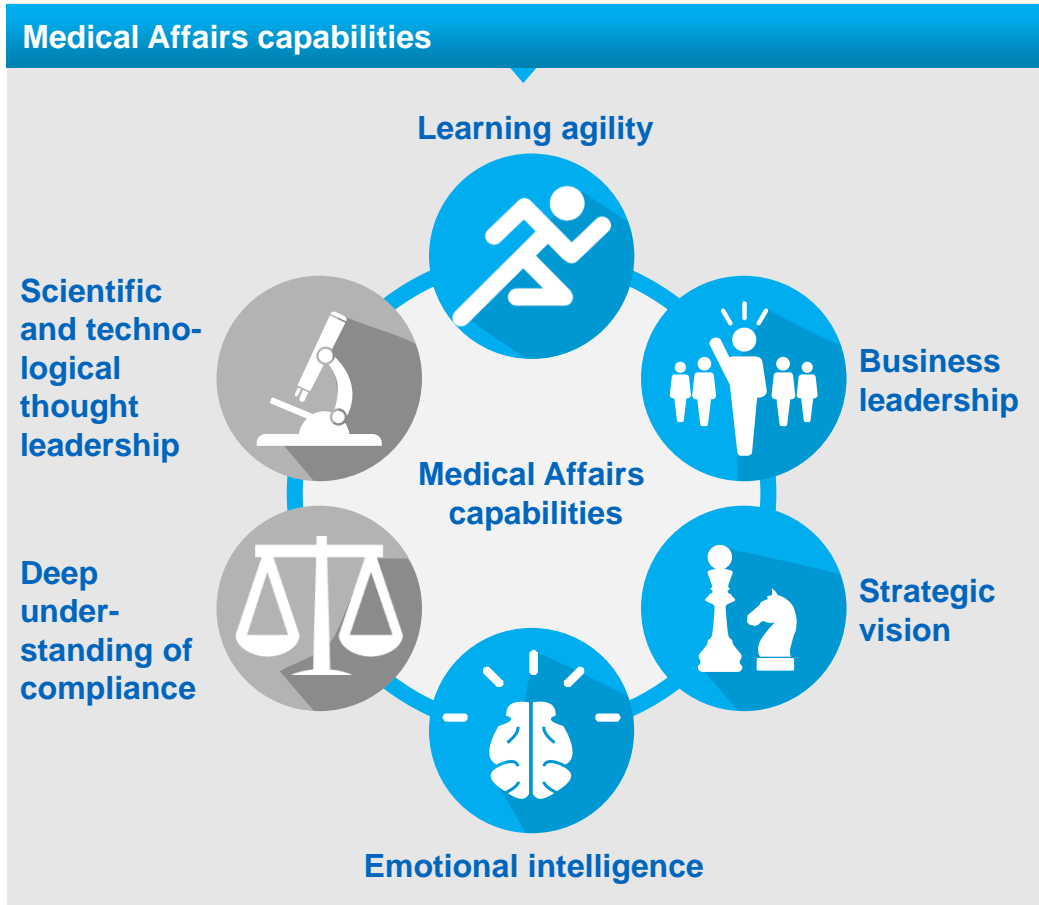 Medical Affairs capabilities
Learning agility
Scientific
and techno-
logical
thought
leadership
Business
leadership
Medical Affairs
capabilities
Deep
under-
standing of
compliance
Strategic
vision
Emotional intelligence